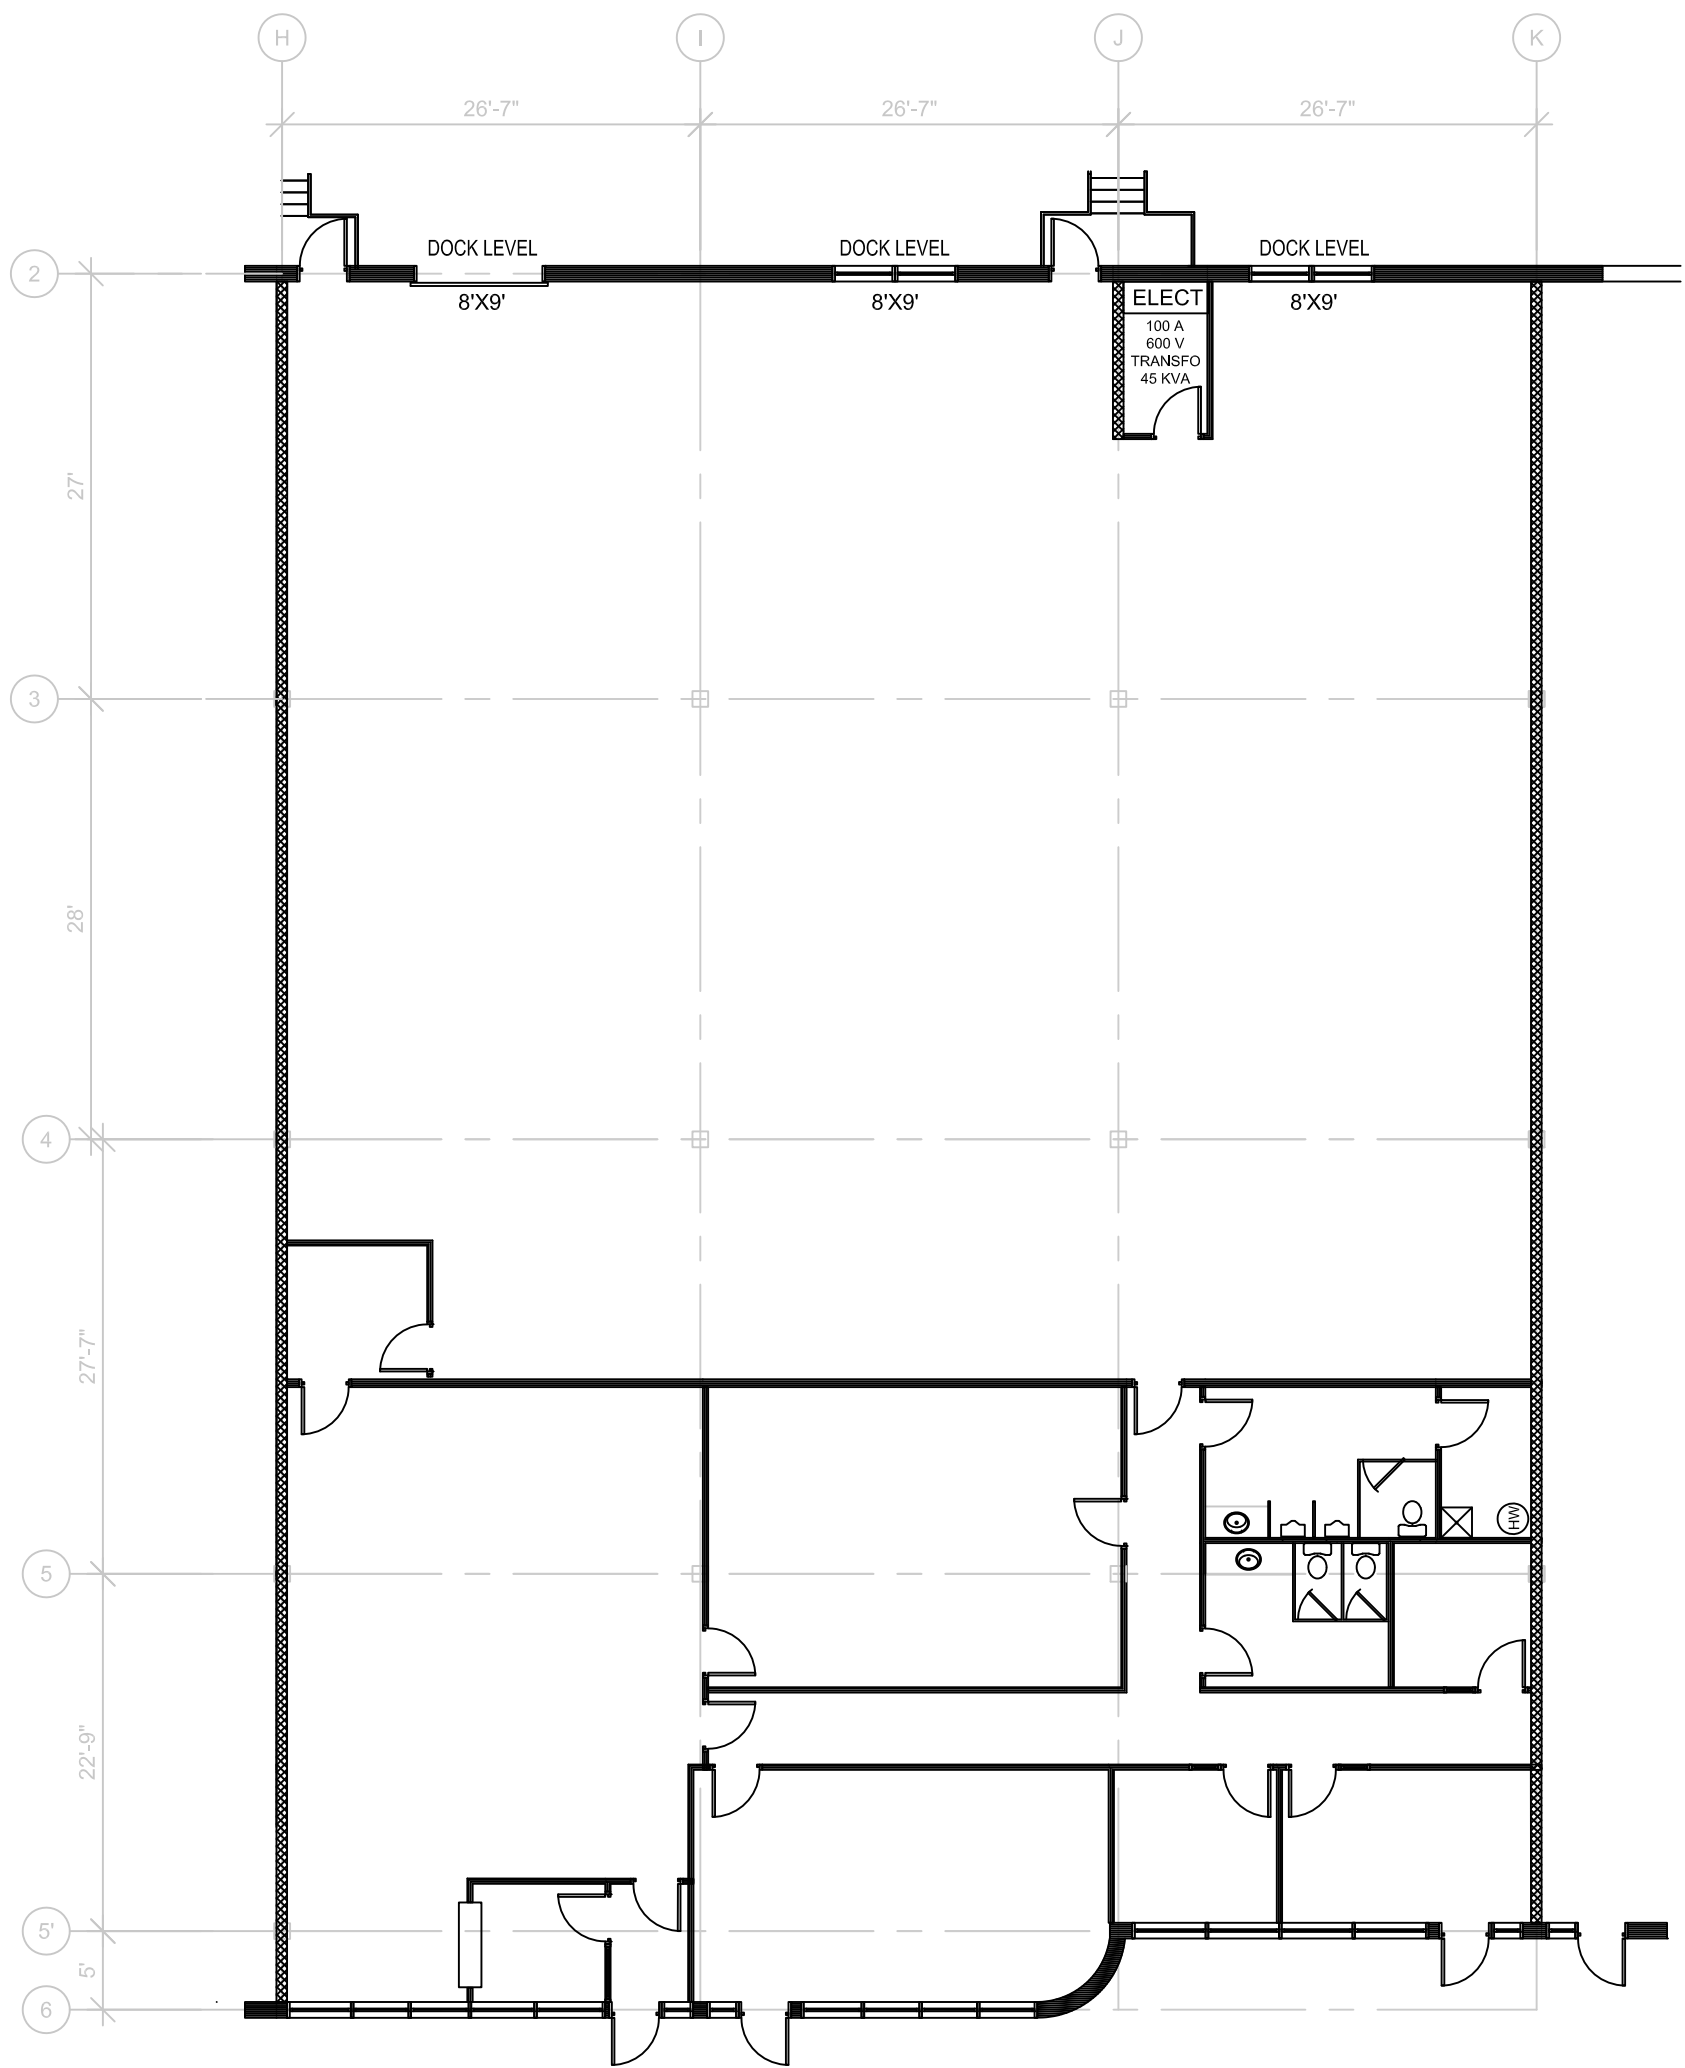 H
I
J
K
26'-7"
26'-7"
26'-7"
DOCK LEVEL
DOCK LEVEL
DOCK LEVEL
2
8'X9'
8'X9'
8'X9'
ELECT
100 A
600 V
TRANSFO
45 KVA
27'
3
28'
4
27'-7"
HW
5
22'-9"
5'
5'
6